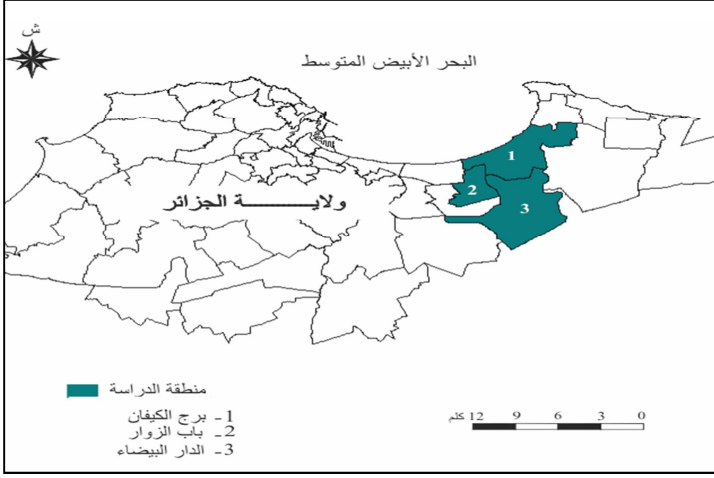 ش
البحر الأبيض المتوسط
1
2
3
ولايـــــــــة الجزائر
منطقة الدراسة
1- برج الكيفان
2- باب الزوار
3- الدار البيضاء
0 3 6 9 12 كلم